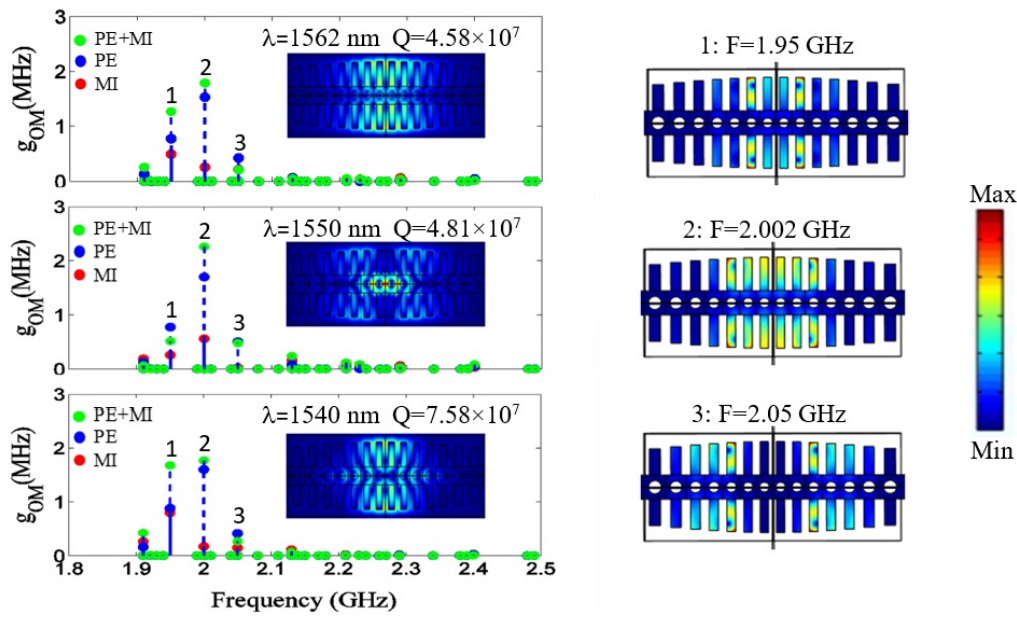 3
2
1
0
g_OM(MHz)
PE+MI
PE
MI
1
2
3
λ=1562 nm Q=4.58×10⁷
3
2
1
0
g_OM(MHz)
PE+MI
PE
MI
1
2
3
λ=1550 nm Q=4.81×10⁷
3
2
1
0
g_OM(MHz)
PE+MI
PE
MI
1
2
3
λ=1540 nm Q=7.58×10⁷
1.8 1.9 2 2.1 2.2 2.3 2.4 2.5
Frequency (GHz)
1: F=1.95 GHz
2: F=2.002 GHz
3: F=2.05 GHz
Max
Min